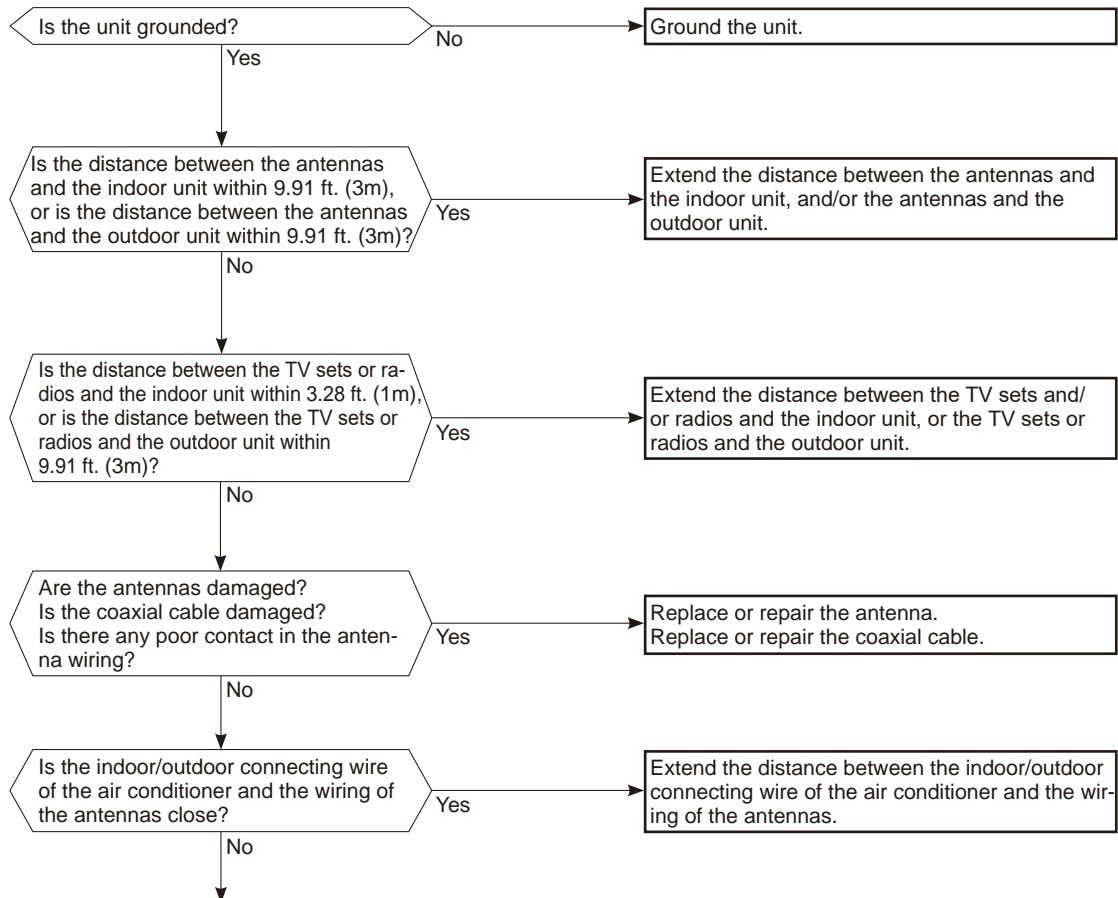 Is the unit grounded?
No
Ground the unit.
Yes
Is the distance between the antennas
and the indoor unit within 9.91 ft. (3m),
or is the distance between the antennas
and the outdoor unit within 9.91 ft. (3m)?
Yes
Extend the distance between the antennas and
the indoor unit, and/or the antennas and the
outdoor unit.
No
Is the distance between the TV sets or ra-
dios and the indoor unit within 3.28 ft. (1m),
or is the distance between the TV sets or
radios and the outdoor unit within
9.91 ft. (3m)?
Yes
Extend the distance between the TV sets and/
or radios and the indoor unit, or the TV sets or
radios and the outdoor unit.
No
Are the antennas damaged?
Is the coaxial cable damaged?
Is there any poor contact in the anten-
na wiring?
Yes
Replace or repair the antenna.
Replace or repair the coaxial cable.
No
Is the indoor/outdoor connecting wire
of the air conditioner and the wiring of
the antennas close?
Yes
Extend the distance between the indoor/outdoor
connecting wire of the air conditioner and the wir-
ing of the antennas.
No